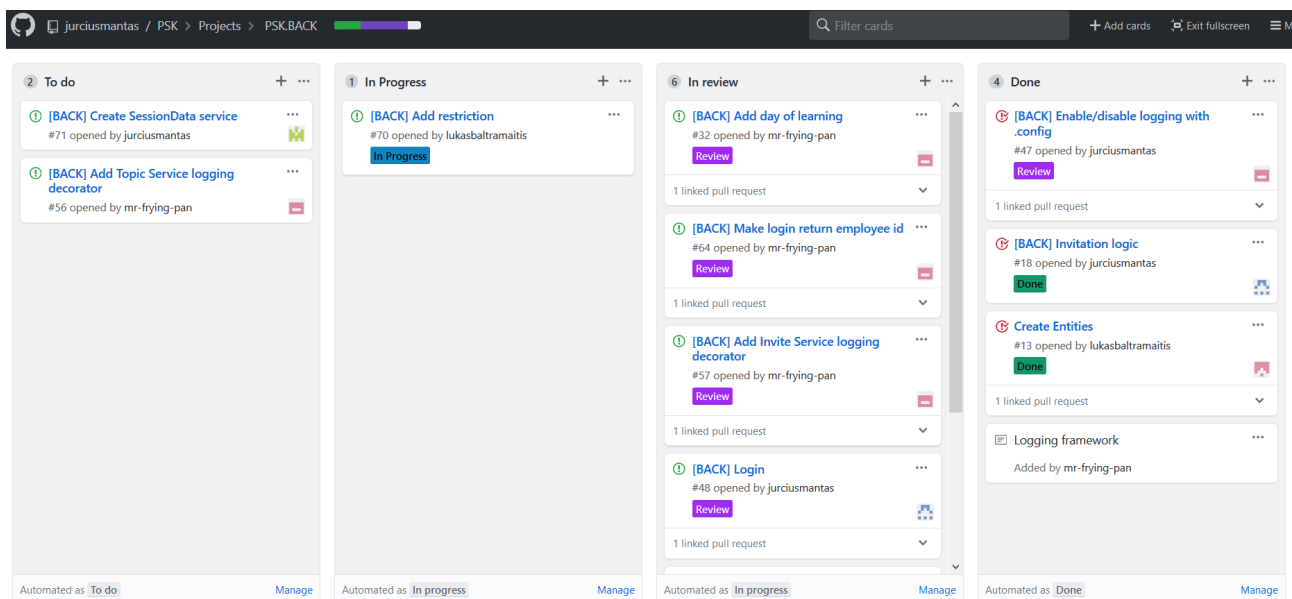 jurciusmantas / PSK > Projects > PSK.BACK
Filter cards
+ Add cards
Exit fullscreen
M
2 To do
[BACK] Create SessionData service
#71 opened by jurciusmantas
[BACK] Add Topic Service logging
decorator
#56 opened by mr-frying-pan
Automated as To do
Manage
1 In Progress
[BACK] Add restriction
#70 opened by lukasbaltramaitis
In Progress
Automated as In progress
Manage
6 In review
[BACK] Add day of learning
#32 opened by mr-frying-pan
Review
1 linked pull request
[BACK] Make login return employee id
#64 opened by mr-frying-pan
Review
1 linked pull request
[BACK] Add Invite Service logging
decorator
#57 opened by mr-frying-pan
Review
1 linked pull request
[BACK] Login
#48 opened by jurciusmantas
Review
1 linked pull request
Automated as In progress
Manage
4 Done
[BACK] Enable/disable logging with
.config
#47 opened by jurciusmantas
Review
1 linked pull request
[BACK] Invitation logic
#18 opened by jurciusmantas
Done
Create Entities
#13 opened by lukasbaltramaitis
Done
1 linked pull request
Logging framework
Added by mr-frying-pan
Automated as Done
Manage